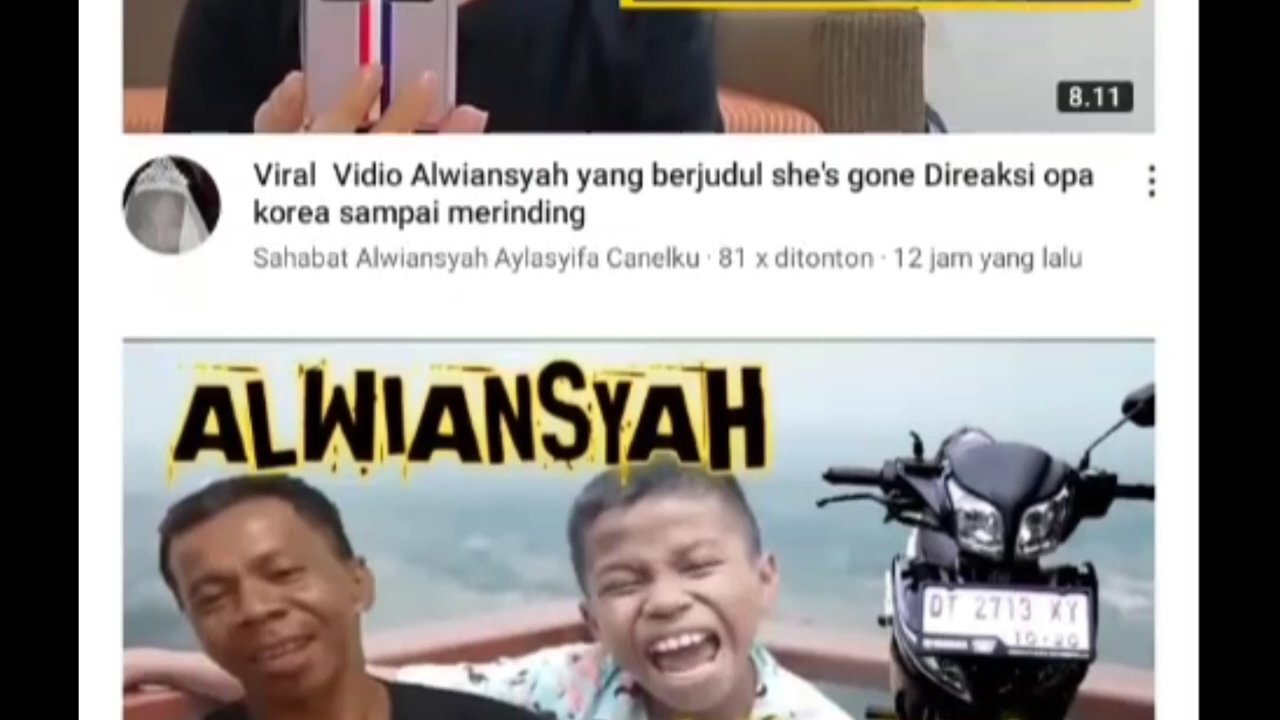 8.11
Viral Vidio Alwiansyah yang berjudul she's gone Direaksi opa
korea sampai merinding
Sahabat Alwiansyah Aylasyifa Canelku · 81 x ditonton · 12 jam yang lalu
ALWIANSYAH
DT 2713 XY